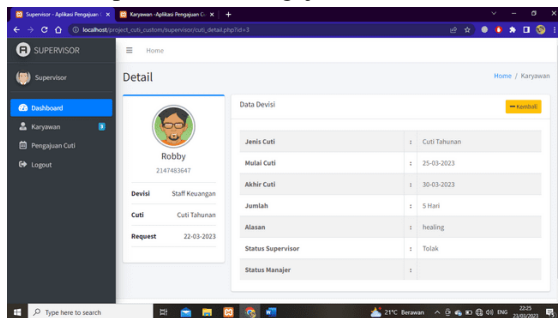 Supervisor - Aplikasi Pengajuan
Karyawan -Aplikasi Pengajuan C
localhost/project_cuti_custom/supervisor/cuti_detail.php?id=3
SUPERVISOR
Home
Supervisor
Detail
Home / Karyawan
Dashboard
Karyawan
Pengajuan Cuti
Logout
Robby
2147483647
Devisi Staff Keuangan
Cuti Cuti Tahunan
Request 22-03-2023
Data Devisi
Kembali
Jenis Cuti : Cuti Tahunan
Mulai Cuti : 25-03-2023
Akhir Cuti : 30-03-2023
Jumlah : 5 Hari
Alasan : healing
Status Supervisor : Tolak
Status Manajer :
Type here to search
21°C Berawan
ENG
22:25